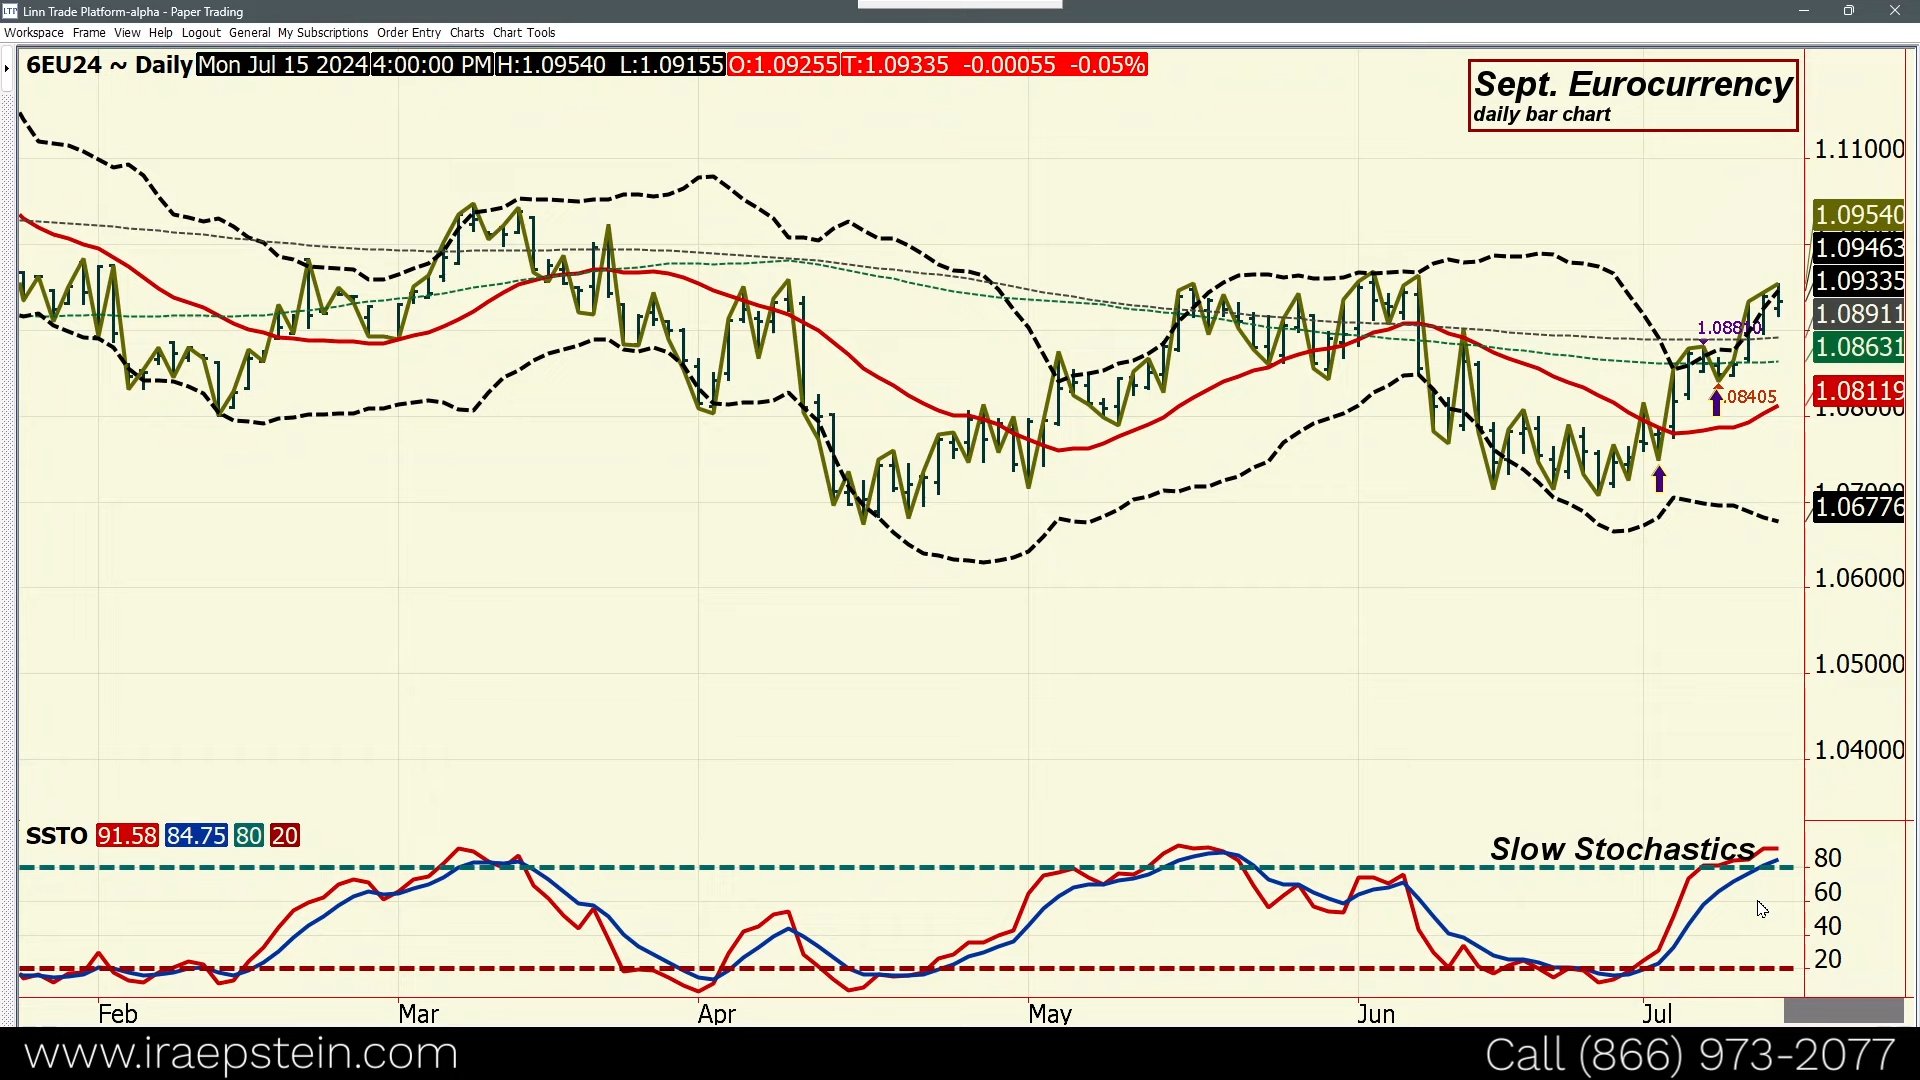 Linn Trade Platform-alpha - Paper Trading
Workspace Frame View Help Logout General My Subscriptions Order Entry Charts Chart Tools
6EU24 ~ Daily Mon Jul 15 2024 4:00:00 PM H:1.09540 L:1.09155 O:1.09255 T:1.09335 -0.00055 -0.05%
Sept. Eurocurrency
daily bar chart
1.11000
1.09540
1.09463
1.09335
1.08911
1.08810
1.08631
1.08119
.08405
1.08000
1.07000
1.06776
1.06000
1.05000
1.04000
SSTO 91.58 84.75 80 20
Slow Stochastics
80
60
40
20
Feb Mar Apr May Jun Jul
www.iraepstein.com Call (866) 973-2077